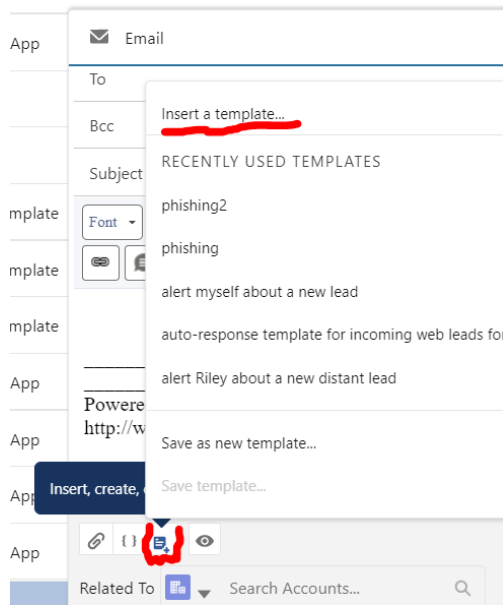 App
Email
To
Insert a template...
Bcc
RECENTLY USED TEMPLATES
Subject
phishing2
mplate
Font
phishing
mplate
alert myself about a new lead
mplate
auto-response template for incoming web leads for
alert Riley about a new distant lead
App
Powere
http://w
App
Save as new template...
App
Insert, create,
Save template...
App
{ }
Related To
Search Accounts...